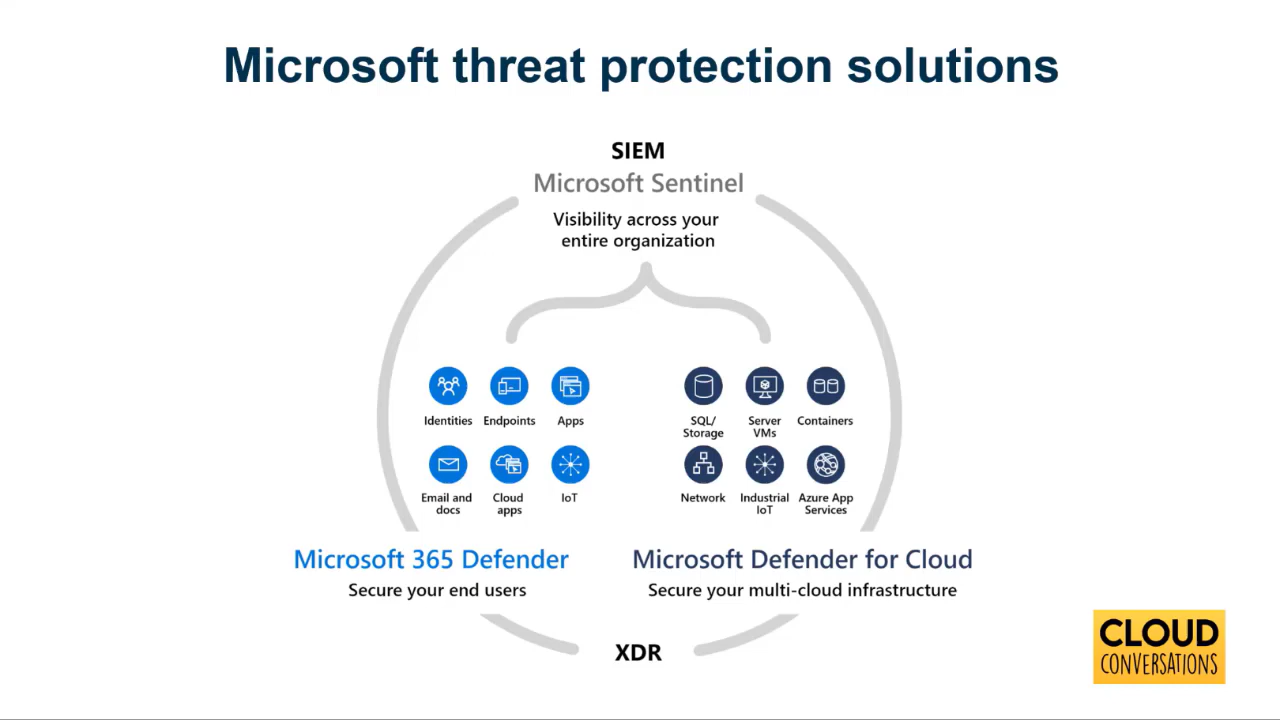 Microsoft threat protection solutions
SIEM
Microsoft Sentinel
Visibility across your
entire organization
Identities
Endpoints
Apps
Email and
docs
Cloud
apps
IoT
SQL/
Storage
Server
VMs
Containers
Network
Industrial
IoT
Azure App
Services
Microsoft 365 Defender
Secure your end users
Microsoft Defender for Cloud
Secure your multi-cloud infrastructure
XDR
CLOUD
CONVERSATIONS